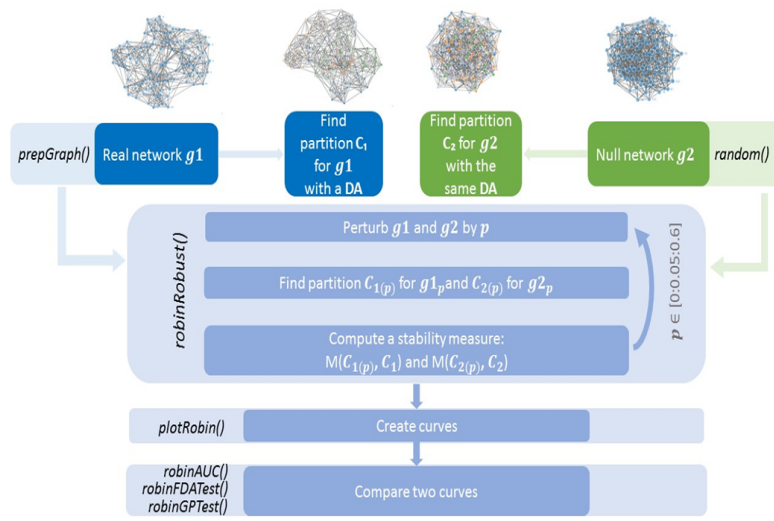 prepGraph()
Real network g1
Find
partition C₁
for g1
with a DA
Find partition
C₂ for g2
with the
same DA
Null network g2
random()
robinRobust()
Perturb g1 and g2 by p
Find partition C₁₍ₚ₎ for g1ₚand C₂₍ₚ₎ for g2ₚ
Compute a stability measure:
M(C₁₍ₚ₎, C₁) and M(C₂₍ₚ₎, C₂)
p ∈ [0:0.05:0.6]
plotRobin()
Create curves
robinAUC()
robinFDATest()
robinGPTest()
Compare two curves